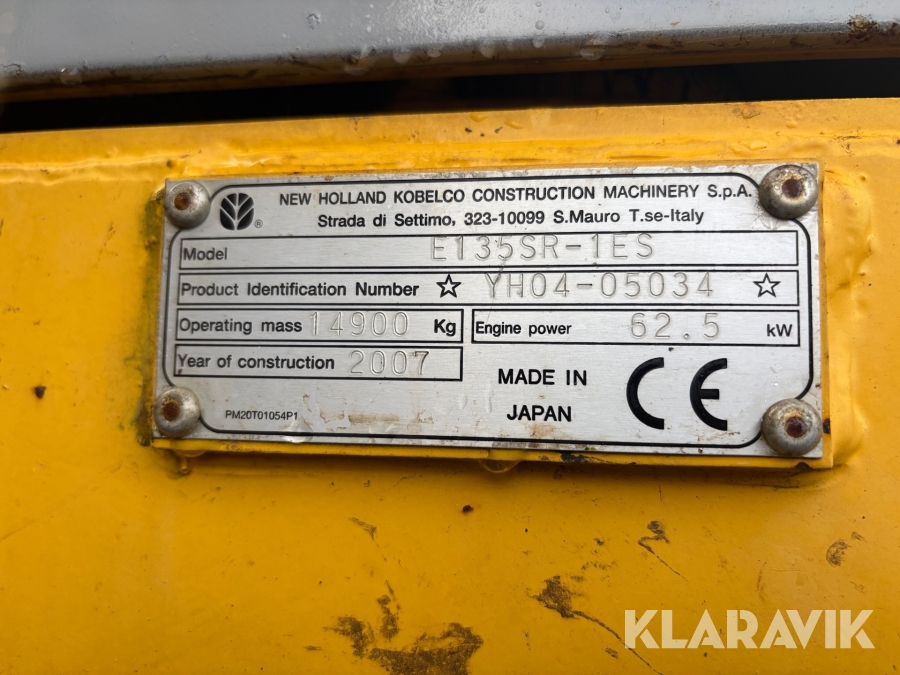 NEW HOLLAND KOBELCO CONSTRUCTION MACHINERY S.p.A.
Strada di Settimo, 323-10099 S.Mauro T.se-Italy
Model E135SR-1ES
Product Identification Number ☆ YH04-05034 ☆
Operating mass 14900 Kg Engine power 62.5 kW
Year of construction 2007
MADE IN
JAPAN
CE
PM20T01054P1
KLARAVIK